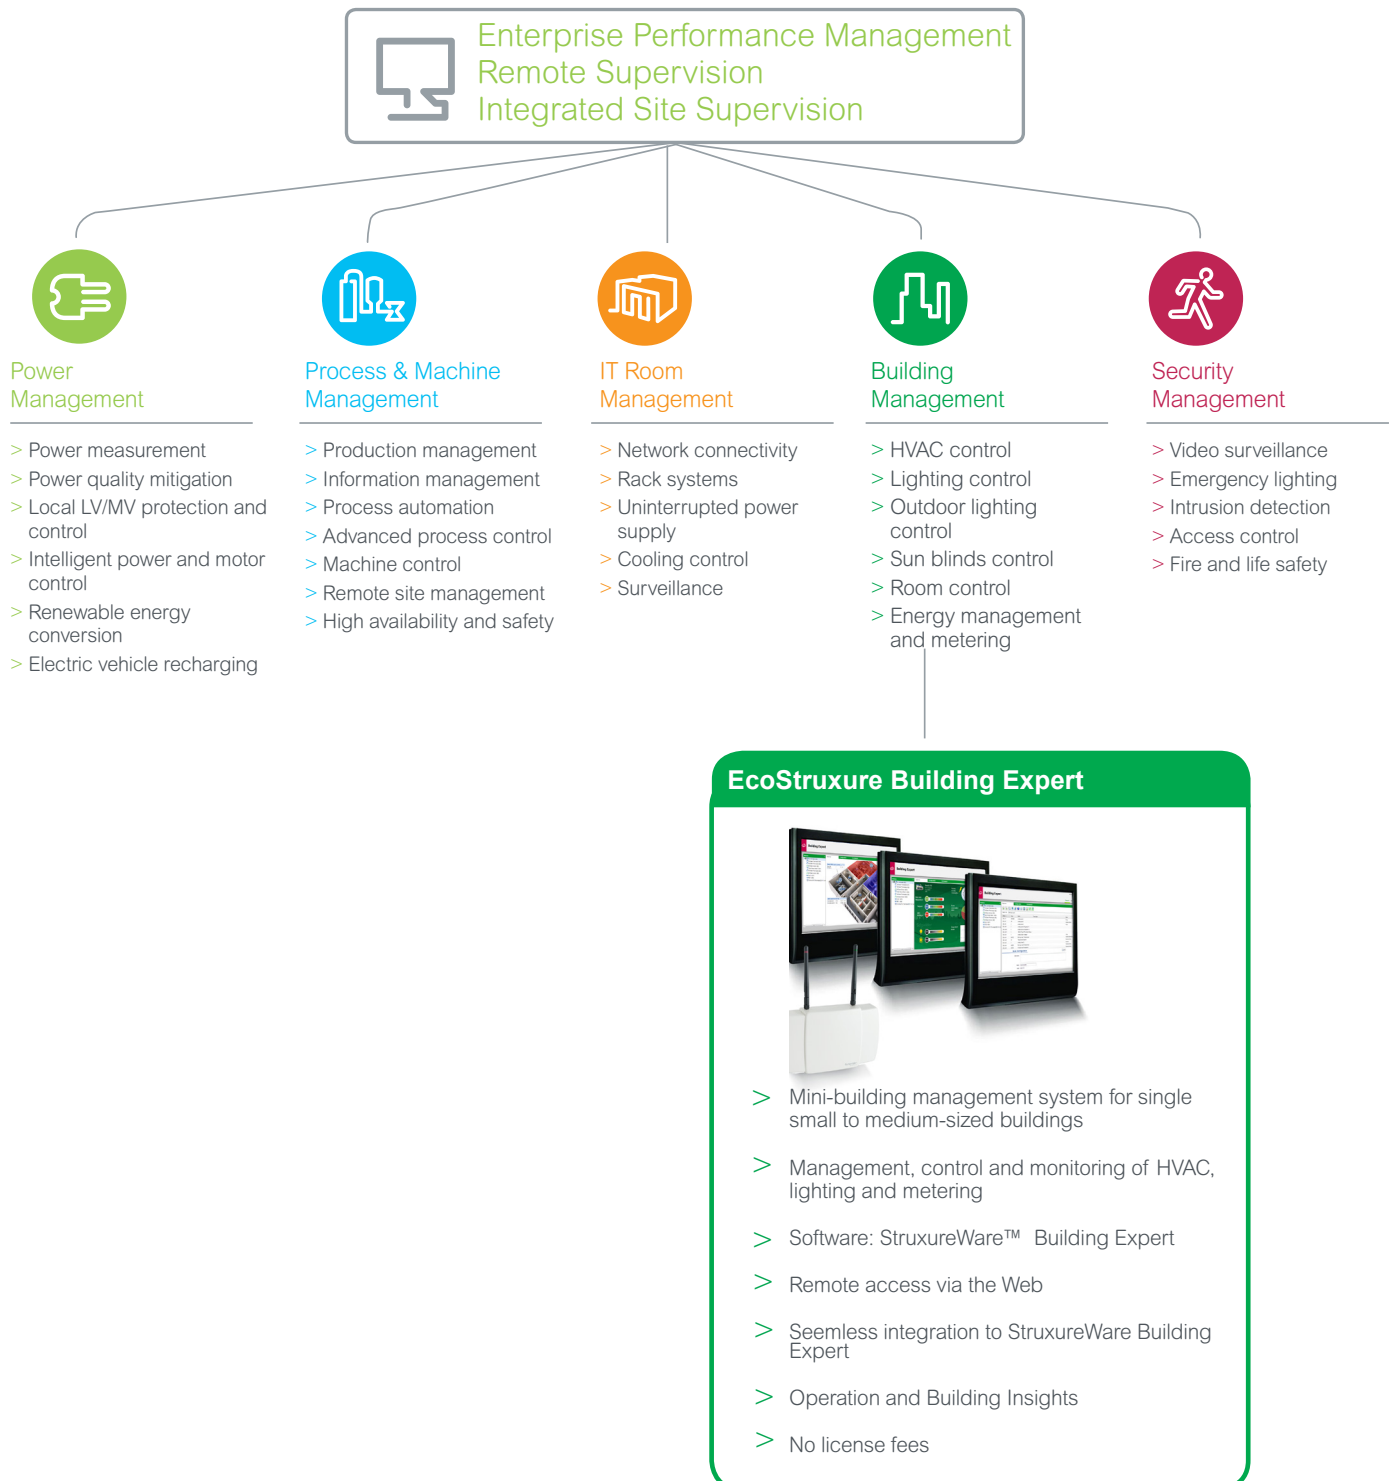 Enterprise Performance Management
Remote Supervision
Integrated Site Supervision
Power
Management
> Power measurement
> Power quality mitigation
> Local LV/MV protection and
control
> Intelligent power and motor
control
> Renewable energy
conversion
> Electric vehicle recharging
Process & Machine
Management
> Production management
> Information management
> Process automation
> Advanced process control
> Machine control
> Remote site management
> High availability and safety
IT Room
Management
> Network connectivity
> Rack systems
> Uninterrupted power
supply
> Cooling control
> Surveillance
Building
Management
> HVAC control
> Lighting control
> Outdoor lighting
control
> Sun blinds control
> Room control
> Energy management
and metering
Security
Management
> Video surveillance
> Emergency lighting
> Intrusion detection
> Access control
> Fire and life safety
EcoStruxure Building Expert
Building Expert
Building Expert
Building Expert
> Mini-building management system for single
small to medium-sized buildings
> Management, control and monitoring of HVAC,
lighting and metering
> Software: StruxureWare™ Building Expert
> Remote access via the Web
> Seemless integration to StruxureWare Building
Expert
> Operation and Building Insights
> No license fees